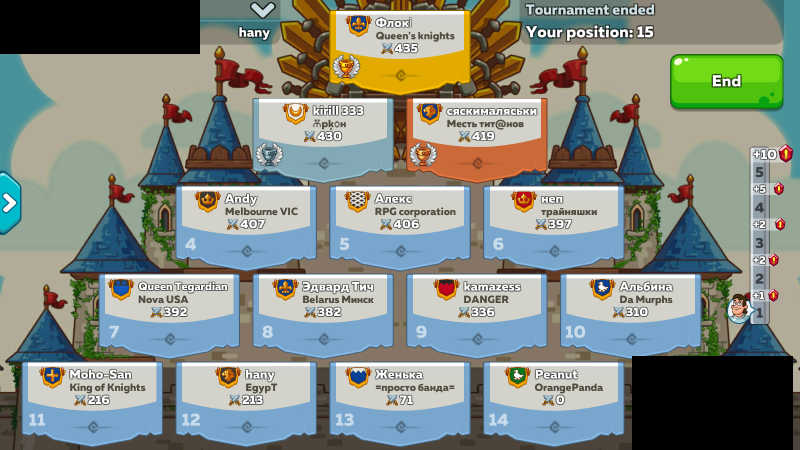 Tournament ended
hany
Your position: 15
Флокі
Queen's knights
435
End
kirill 333
419
430
сяскималяськи
Месть тит@нов
+10
5
+5
4
+2
3
+2
2
+1
1
Andy
Melbourne VIC
407
4
Алекс
RPG corporation
406
5
неп
трайняшки
397
6
Queen Tegardian
Nova USA
392
7
Эдвард Тич
Belarus Минск
382
8
kamazess
DANGER
336
9
Альбина
Da Murphs
310
10
Moho-San
King of Knights
216
11
hany
EgypT
213
12
Женька
=просто банда=
71
13
Peanut
OrangePanda
0
14